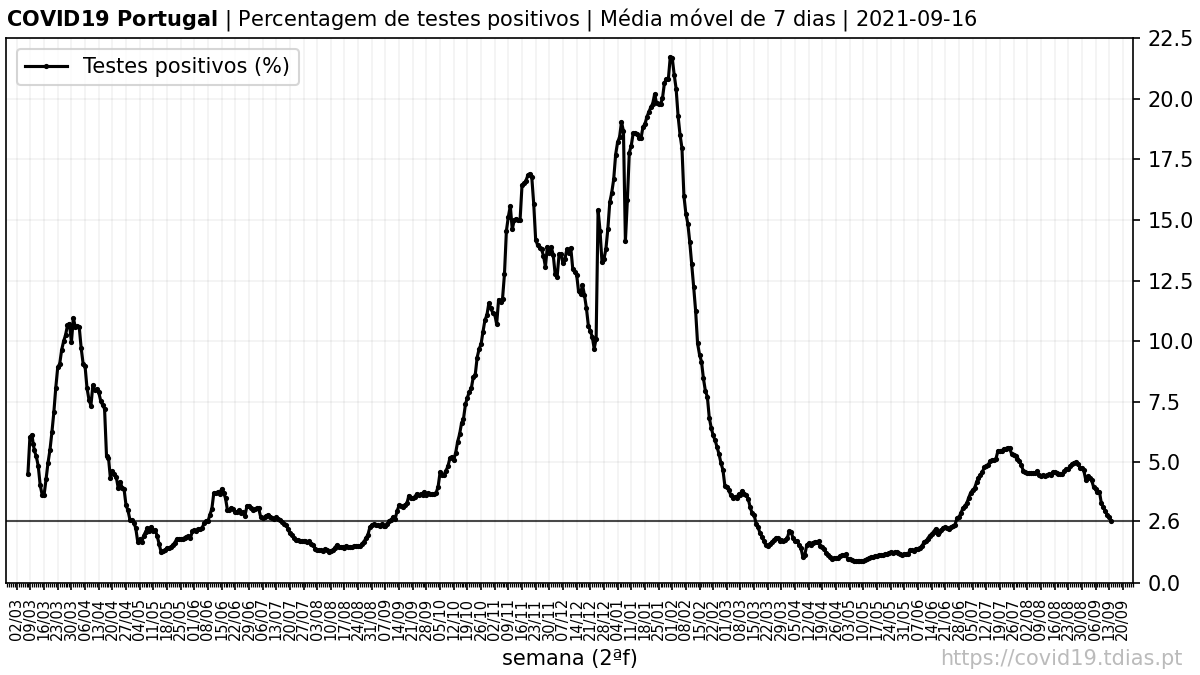 COVID19 Portugal | Percentagem de testes positivos | Média móvel de 7 dias | 2021-09-16
Testes positivos (%)
22.5
20.0
17.5
15.0
12.5
10.0
7.5
5.0
2.6
0.0
02/03 09/03 16/03 23/03 30/03 06/04 13/04 20/04 27/04 04/05 11/05 18/05 25/05 01/06 08/06 15/06 22/06 29/06 06/07 13/07 20/07 27/07 03/08 10/08 17/08 24/08 31/08 07/09 14/09 21/09 28/09 05/10 12/10 19/10 26/10 02/11 09/11 16/11 23/11 30/11 07/12 14/12 21/12 28/12 04/01 11/01 18/01 25/01 01/02 08/02 15/02 22/02 01/03 08/03 15/03 22/03 29/03 05/04 12/04 19/04 26/04 03/05 10/05 17/05 24/05 31/05 07/06 14/06 21/06 28/06 05/07 12/07 19/07 26/07 02/08 09/08 16/08 23/08 30/08 06/09 13/09 20/09
semana (2ªf)
https://covid19.tdias.pt